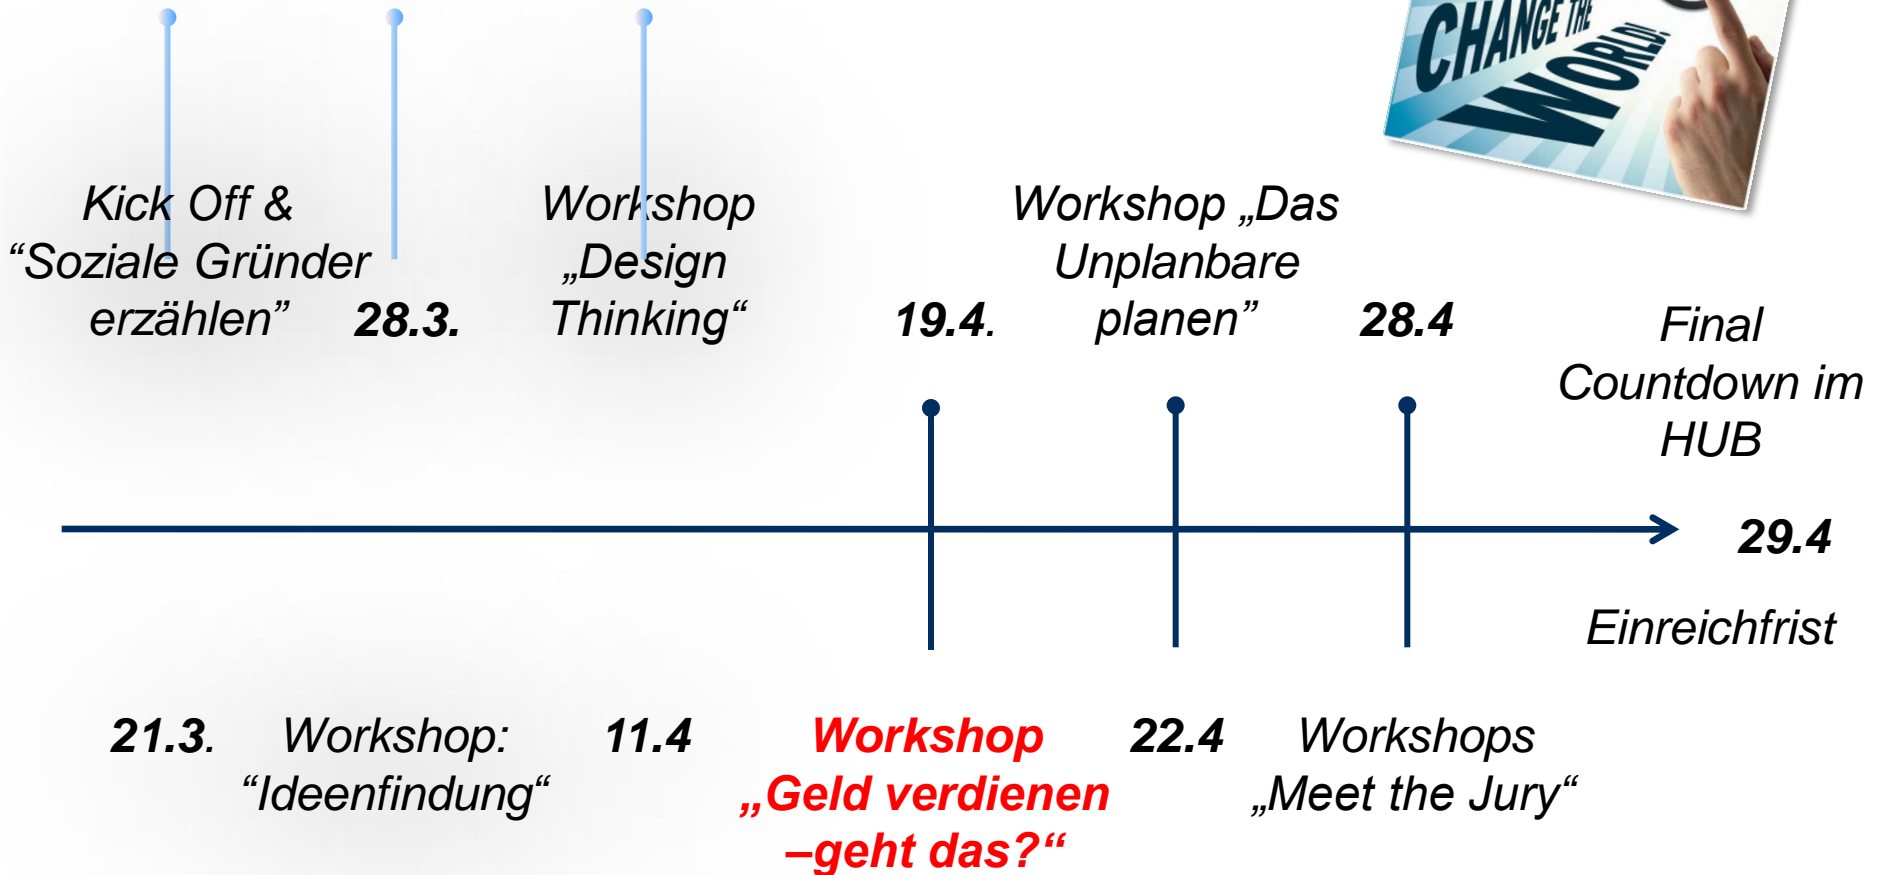 CHANGE THE
WORLD!
Kick Off &
“Soziale Gründer
erzählen”
28.3.
Workshop
„Design
Thinking“
19.4.
Workshop „Das
Unplanbare
planen”
28.4
Final
Countdown im
HUB
29.4
Einreichfrist
21.3.
Workshop:
“Ideenfindung“
11.4
Workshop
„Geld verdienen
–geht das?“
22.4
Workshops
„Meet the Jury“